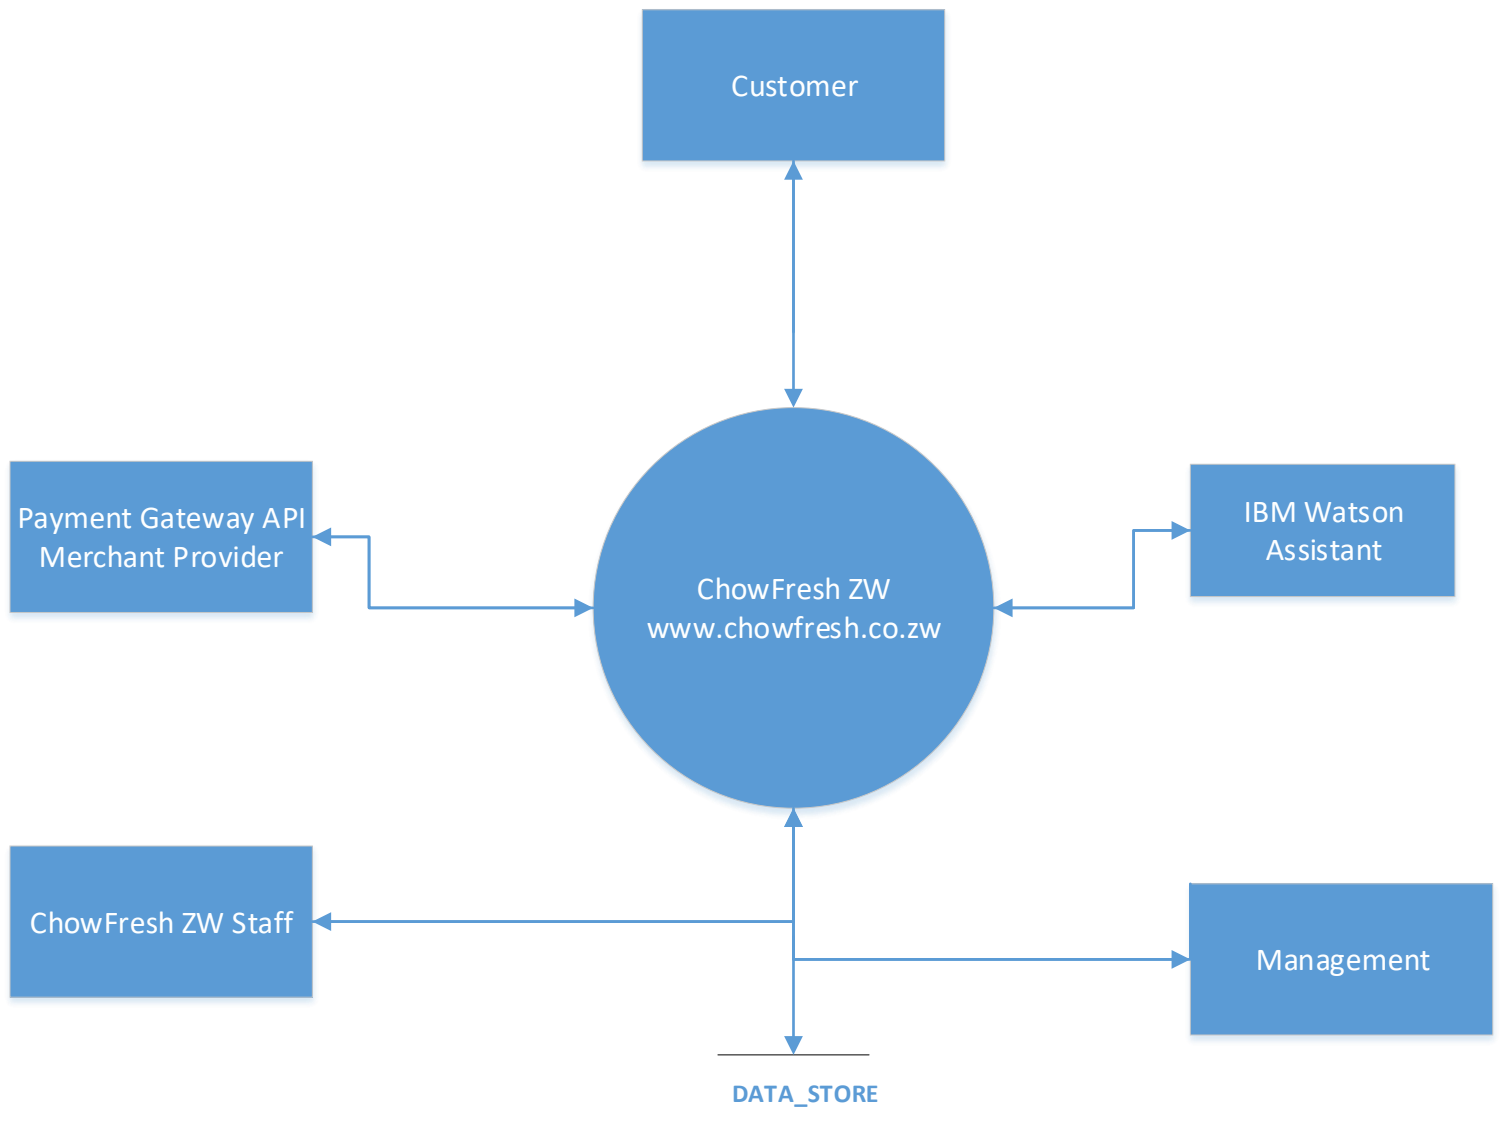 Customer
Payment Gateway API
Merchant Provider
IBM Watson
Assistant
ChowFresh ZW
www.chowfresh.co.zw
ChowFresh ZW Staff
Management
DATA_STORE